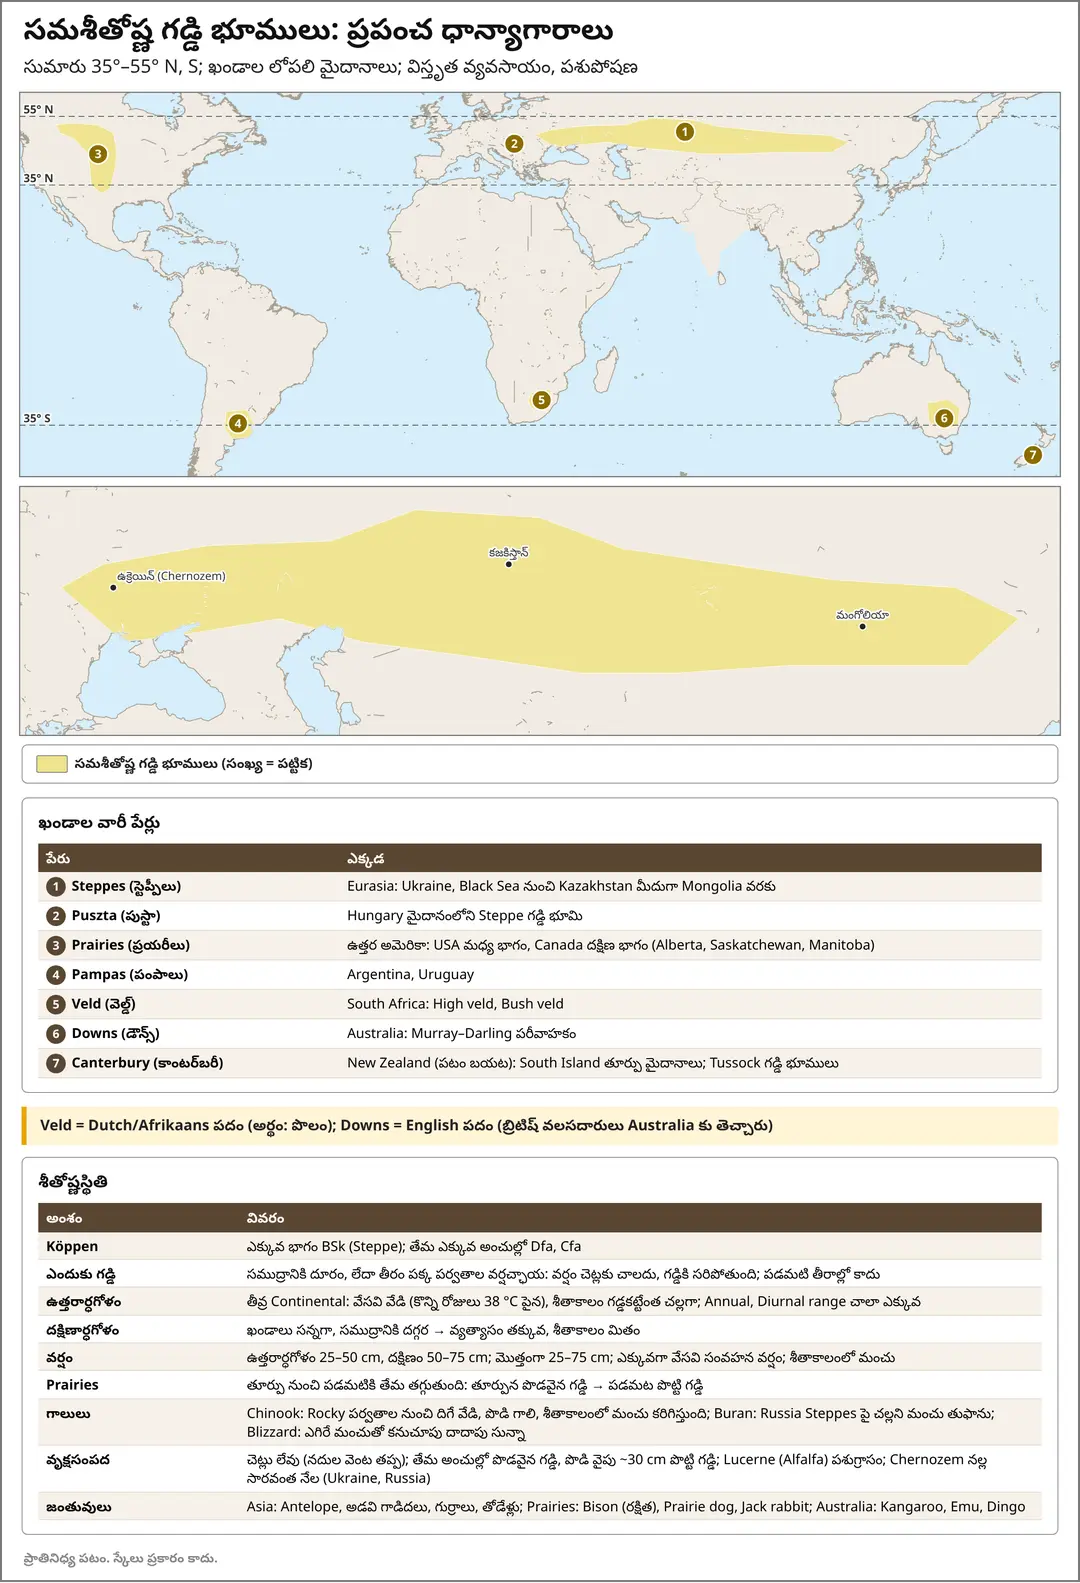 సమశీతోష్ణ గడ్డి భూములు: ప్రపంచ ధాన్యాగారాలు
సుమారు 35°–55° N, S; ఖండాల లోపలి మైదానాలు; విస్తృత వ్యవసాయం, పశుపోషణ
55° N
1
2
3
35° N
5
35° S
4
6
7
కజకిస్తాన్
ఉక్రెయిన్ (Chernozem)
మంగోలియా
సమశీతోష్ణ గడ్డి భూములు (సంఖ్య = పట్టిక)
ఖండాల వారీ పేర్లు
పేరు ఎక్కడ
1 Steppes (స్టెప్పీలు) Eurasia: Ukraine, Black Sea నుంచి Kazakhstan మీదుగా Mongolia వరకు
2 Puszta (పుస్టా) Hungary మైదానంలోని Steppe గడ్డి భూమి
3 Prairies (ప్రయరీలు) ఉత్తర అమెరికా: USA మధ్య భాగం, Canada దక్షిణ భాగం (Alberta, Saskatchewan, Manitoba)
4 Pampas (పంపాలు) Argentina, Uruguay
5 Veld (వెల్డ్) South Africa: High veld, Bush veld
6 Downs (డౌన్స్) Australia: Murray–Darling పరీవాహకం
7 Canterbury (కాంటర్‌బరీ) New Zealand (పటం బయట): South Island తూర్పు మైదానాలు; Tussock గడ్డి భూములు
Veld = Dutch/Afrikaans పదం (అర్థం: పొలం); Downs = English పదం (బ్రిటిష్ వలసదారులు Australia కు తెచ్చారు)
శీతోష్ణస్థితి
అంశం వివరం
Köppen ఎక్కువ భాగం BSk (Steppe); తేమ ఎక్కువ అంచుల్లో Dfa, Cfa
ఎందుకు గడ్డి సముద్రానికి దూరం, లేదా తీరం పక్క పర్వతాల వర్షచ్ఛాయ: వర్షం చెట్లకు చాలదు, గడ్డికి సరిపోతుంది; పడమటి తీరాల్లో కాదు
ఉత్తరార్ధగోళం తీవ్ర Continental: వేసవి వేడి (కొన్ని రోజులు 38 °C పైన), శీతాకాలం గడ్డకట్టేంత చల్లగా; Annual, Diurnal range చాలా ఎక్కువ
దక్షిణార్ధగోళం ఖండాలు సన్నగా, సముద్రానికి దగ్గర → వ్యత్యాసం తక్కువ, శీతాకాలం మితం
వర్షం ఉత్తరార్ధగోళం 25–50 cm, దక్షిణం 50–75 cm; మొత్తంగా 25–75 cm; ఎక్కువగా వేసవి సంవహన వర్షం; శీతాకాలంలో మంచు
Prairies తూర్పు నుంచి పడమటికి తేమ తగ్గుతుంది: తూర్పున పొడవైన గడ్డి → పడమట పొట్టి గడ్డి
గాలులు Chinook: Rocky పర్వతాల నుంచి దిగే వేడి, పొడి గాలి, శీతాకాలంలో మంచు కరిగిస్తుంది; Buran: Russia Steppes పై చల్లని మంచు తుఫాను;
Blizzard: ఎగిరే మంచుతో కనుచూపు దాదాపు సున్నా
వృక్షసంపద చెట్లు లేవు (నదుల వెంట తప్ప); తేమ అంచుల్లో పొడవైన గడ్డి, పొడి వైపు ~30 cm పొట్టి గడ్డి; Lucerne (Alfalfa) పశుగ్రాసం; Chernozem నల్ల
సారవంత నేల (Ukraine, Russia)
జంతువులు Asia: Antelope, అడవి గాడిదలు, గుర్రాలు, తోడేళ్లు; Prairies: Bison (రక్షిత), Prairie dog, Jack rabbit; Australia: Kangaroo, Emu, Dingo
ప్రాతినిధ్య పటం. స్కేలు ప్రకారం కాదు.